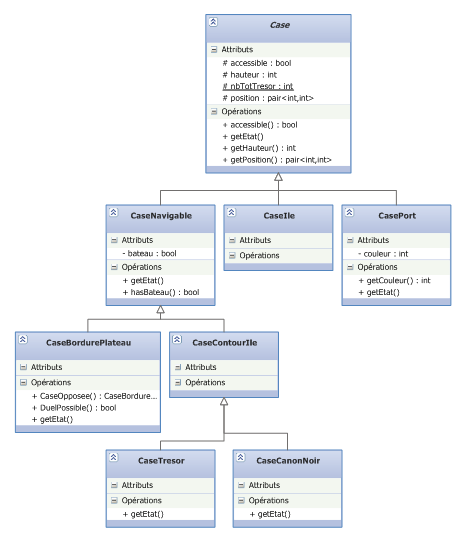 Case
Attributs
# accessible : bool
# hauteur : int
# nbTotTresor : int
# position : pair<int,int>
Opérations
+ accessible() : bool
+ getEtat()
+ getHauteur() : int
+ getPosition() : pair<int,int>
CaseNavigable
Attributs
- bateau : bool
Opérations
+ getEtat()
+ hasBateau() : bool
CaseIle
Attributs
Opérations
CasePort
Attributs
- couleur : int
Opérations
+ getCouleur() : int
+ getEtat()
CaseBordurePlateau
Attributs
Opérations
+ CaseOpposee() : CaseBordure...
+ DuelPossible() : bool
+ getEtat()
CaseContourIle
Attributs
Opérations
CaseTresor
Attributs
Opérations
+ getEtat()
CaseCanonNoir
Attributs
Opérations
+ getEtat()